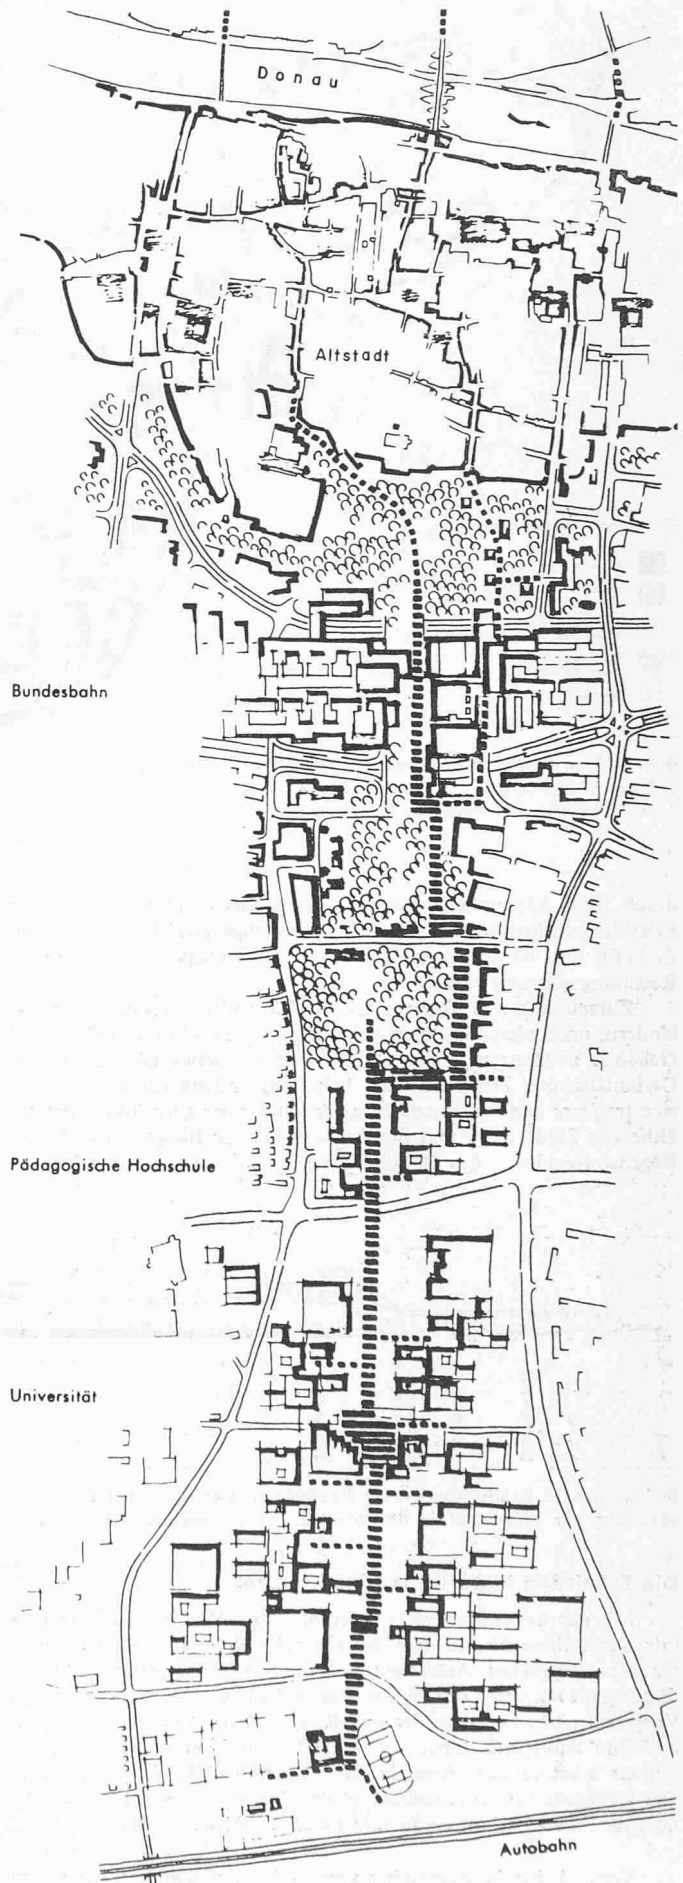 Donau
Altstadt
Bundesbahn
Pädagogische Hochschule
Universität
Autobahn